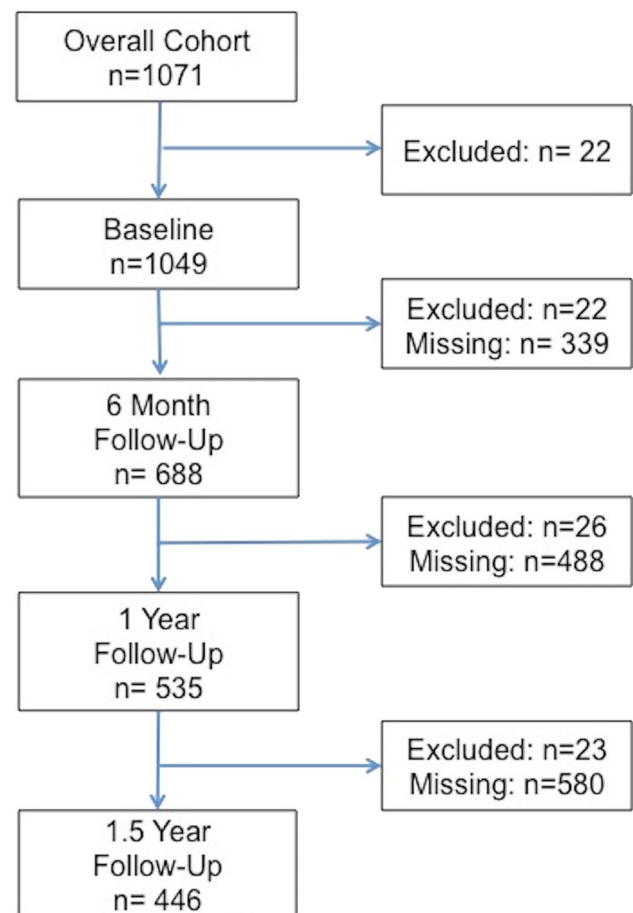 Overall Cohort
n=1071
Excluded: n= 22
Baseline
n=1049
Excluded: n=22
Missing: n= 339
6 Month
Follow-Up
n= 688
Excluded: n=26
Missing: n=488
1 Year
Follow-Up
n= 535
Excluded: n=23
Missing: n=580
1.5 Year
Follow-Up
n= 446